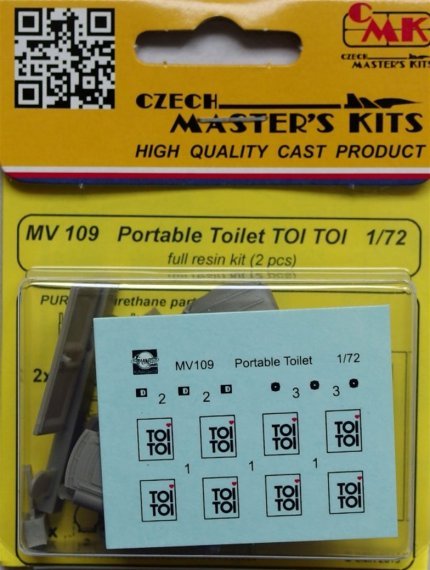 CMK
CZECH
MASTER'S KITS
CZECH
MASTER'S KITS
HIGH QUALITY CAST PRODUCT
MV 109 Portable Toilet TOI TOI 1/72
full resin kit (2 pcs)
MV109 Portable Toilet 1/72
2 2 3 3
TOI TOI TOI TOI
TOI TOI TOI TOI
1 1 1
TOI TOI TOI TOI
TOI TOI TOI TOI
2x